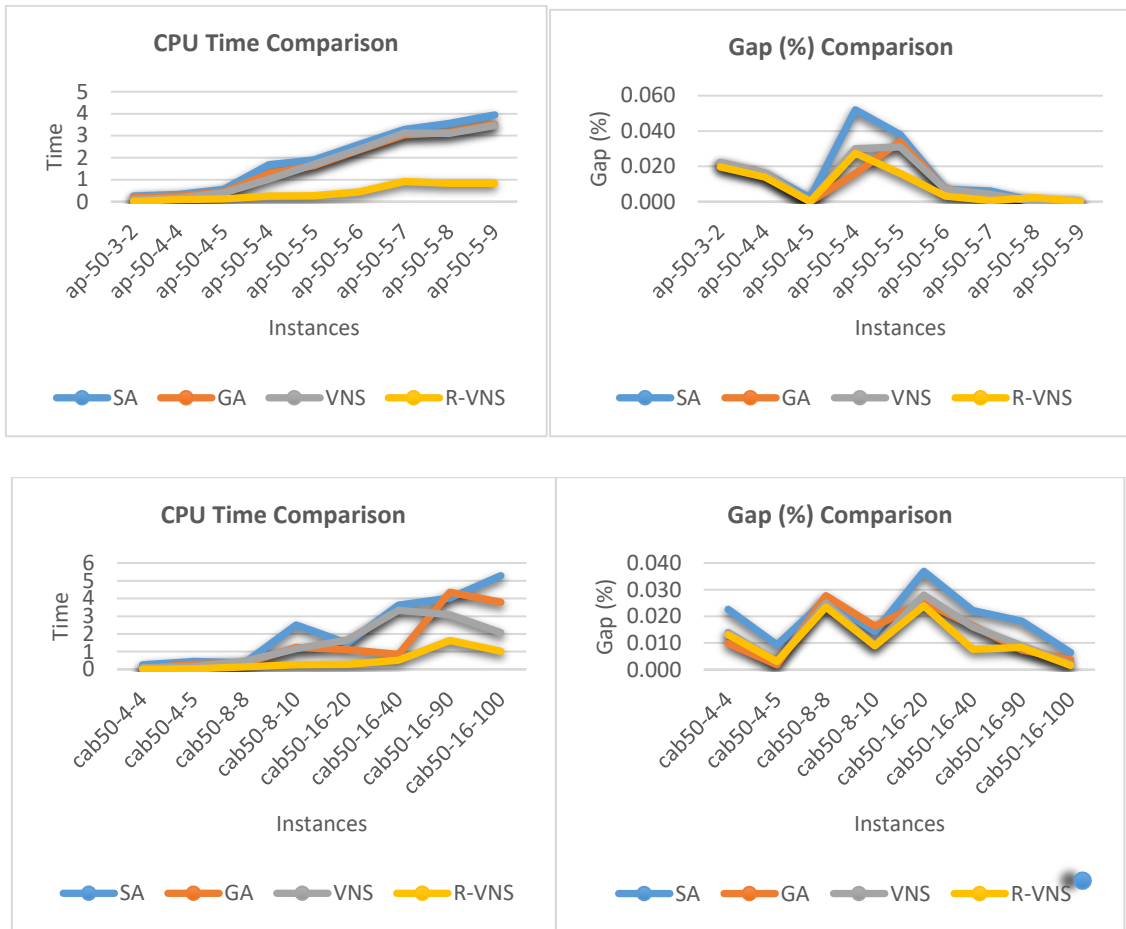 CPU Time Comparison
5
4
3
2
1
0
Time
ap-50-3-2
ap-50-4-4
ap-50-4-5
ap-50-5-4
ap-50-5-5
ap-50-5-6
ap-50-5-7
ap-50-5-8
ap-50-5-9
Instances
SA GA VNS R-VNS
Gap (%) Comparison
0.060
0.040
0.020
0.000
Gap (%)
ap-50-3-2
ap-50-4-4
ap-50-4-5
ap-50-5-4
ap-50-5-5
ap-50-5-6
ap-50-5-7
ap-50-5-8
ap-50-5-9
Instances
SA GA VNS R-VNS
CPU Time Comparison
6
5
4
3
2
1
0
Time
cab50-4-4
cab50-4-5
cab50-8-8
cab50-8-10
cab50-16-20
cab50-16-40
cab50-16-90
cab50-16-100
Instances
SA GA VNS R-VNS
Gap (%) Comparison
0.040
0.030
0.020
0.010
0.000
Gap (%)
cab50-4-4
cab50-4-5
cab50-8-8
cab50-8-10
cab50-16-20
cab50-16-40
cab50-16-90
cab50-16-100
Instances
SA GA VNS R-VNS